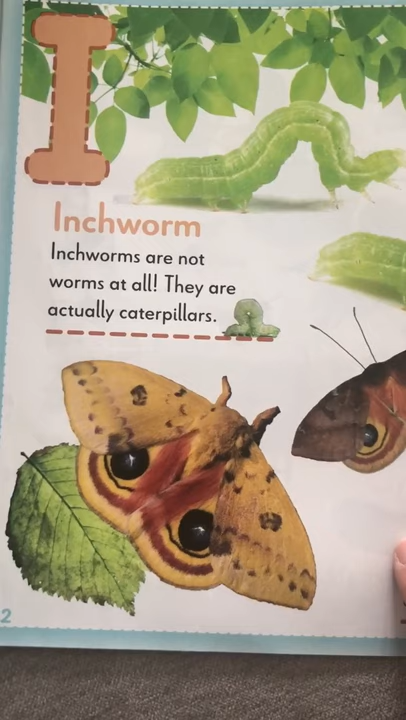 I
Inchworm
Inchworms are not
worms at all! They are
actually caterpillars.
2